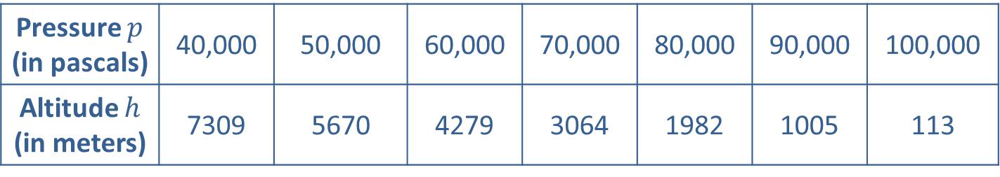 Pressure p
(in pascals) 40,000 50,000 60,000 70,000 80,000 90,000 100,000
Altitude h
(in meters) 7309 5670 4279 3064 1982 1005 113